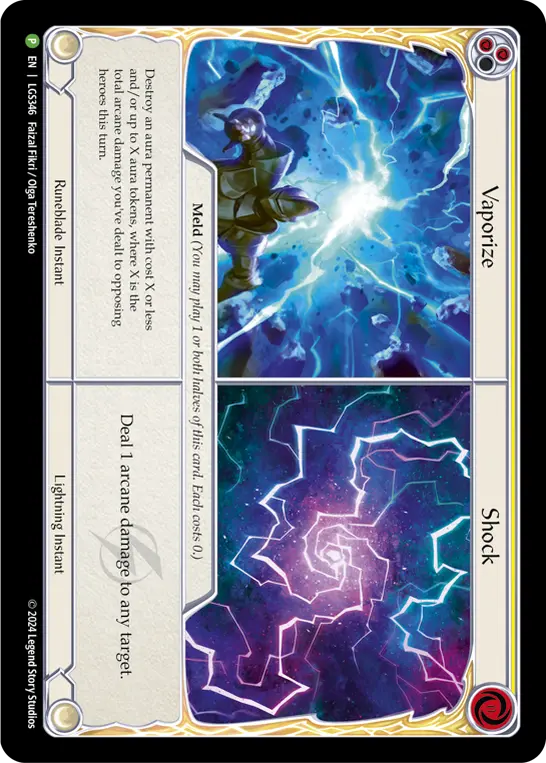 Vaporize
Shock
Meld (You may play 1 or both halves of this card. Each costs 0.)
Destroy an aura permanent with cost X or less
and/or up to X aura tokens, where X is the
total arcane damage you've dealt to opposing
heroes this turn.
Deal 1 arcane damage to any target.
Runeblade Instant
Lightning Instant
P EN | LGS346 Faizal Fikri / Olga Tereshenko
© 2024 Legend Story Studios